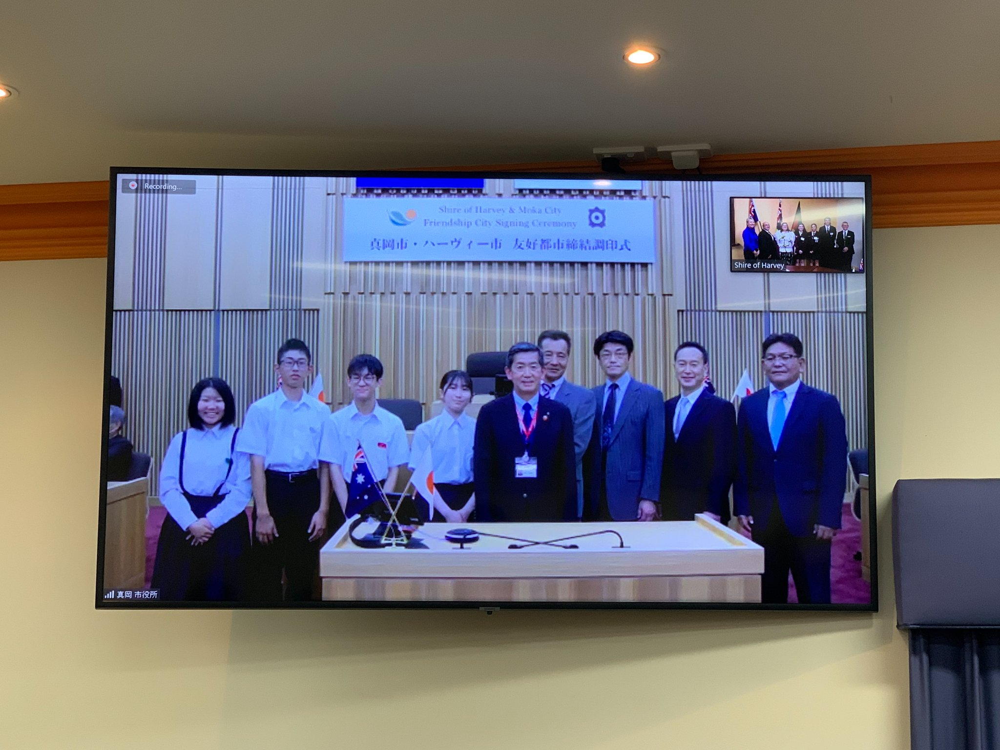 Recording...
Shire of Harvey & Moka City
Friendship City Signing Ceremony
真岡市・ハーヴィー市 友好都市締結調印式
Shire of Harvey
真岡 市役所